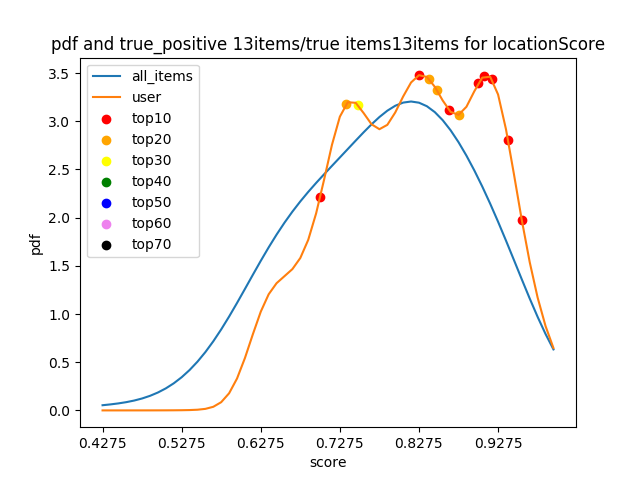 pdf and true_positive 13items/true items13items for locationScore
all_items
user
top10
top20
top30
top40
top50
top60
top70
pdf
3.5
3.0
2.5
2.0
1.5
1.0
0.5
0.0
0.4275 0.5275 0.6275 0.7275 0.8275 0.9275
score